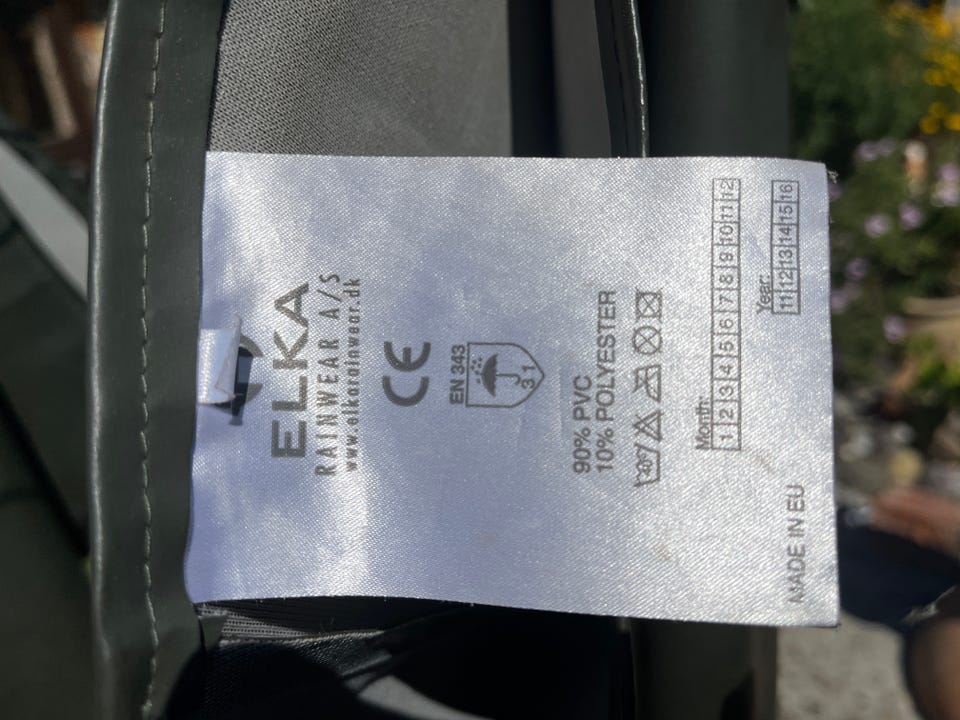 ELKA
RAINWEAR A/S
www.elkarainwear.dk
CE
EN 343
3
1
90% PVC
10% POLYESTER
40°
Month:
1 2 3 4 5 6 7 8 9 10 11 12
Year:
11 12 13 14 15 16
MADE IN EU